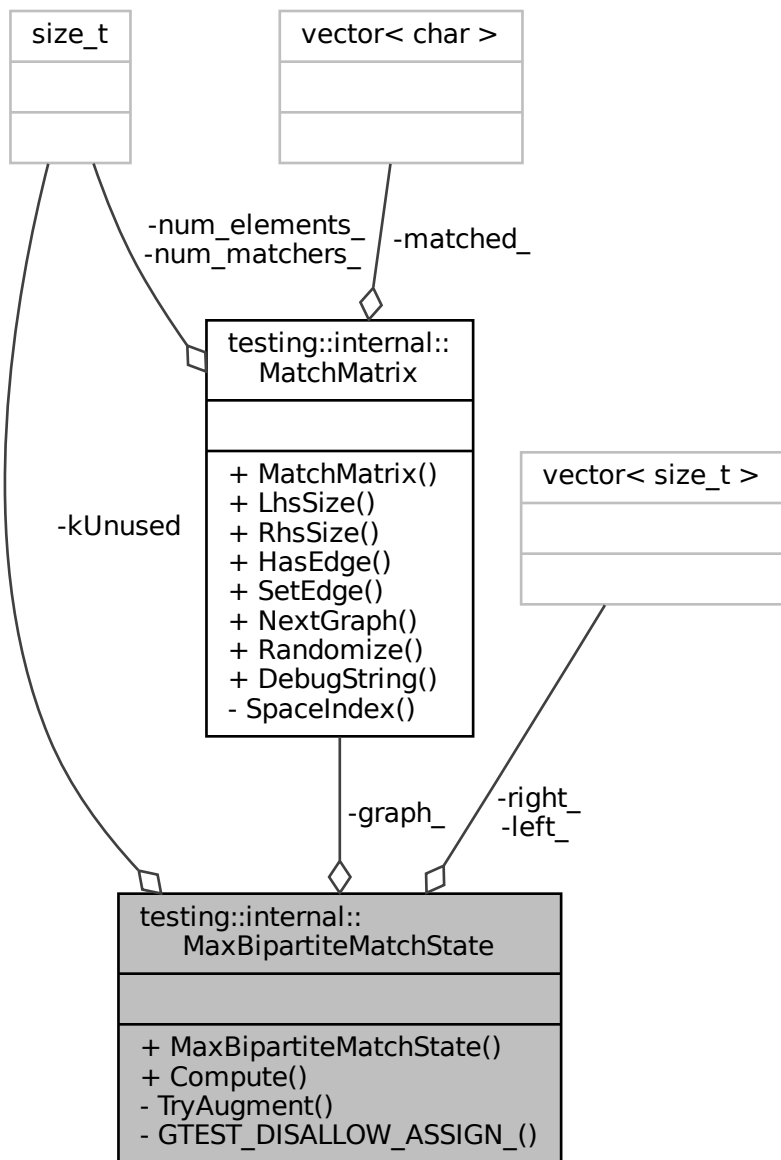 size_t
vector< char >
-num_elements_
-num_matchers_
-matched_
testing::internal::
MatchMatrix
+ MatchMatrix()
+ LhsSize()
+ RhsSize()
+ HasEdge()
+ SetEdge()
+ NextGraph()
+ Randomize()
+ DebugString()
- SpaceIndex()
vector< size_t >
-kUnused
-graph_
-right_
-left_
testing::internal::
MaxBipartiteMatchState
+ MaxBipartiteMatchState()
+ Compute()
- TryAugment()
- GTEST_DISALLOW_ASSIGN_()